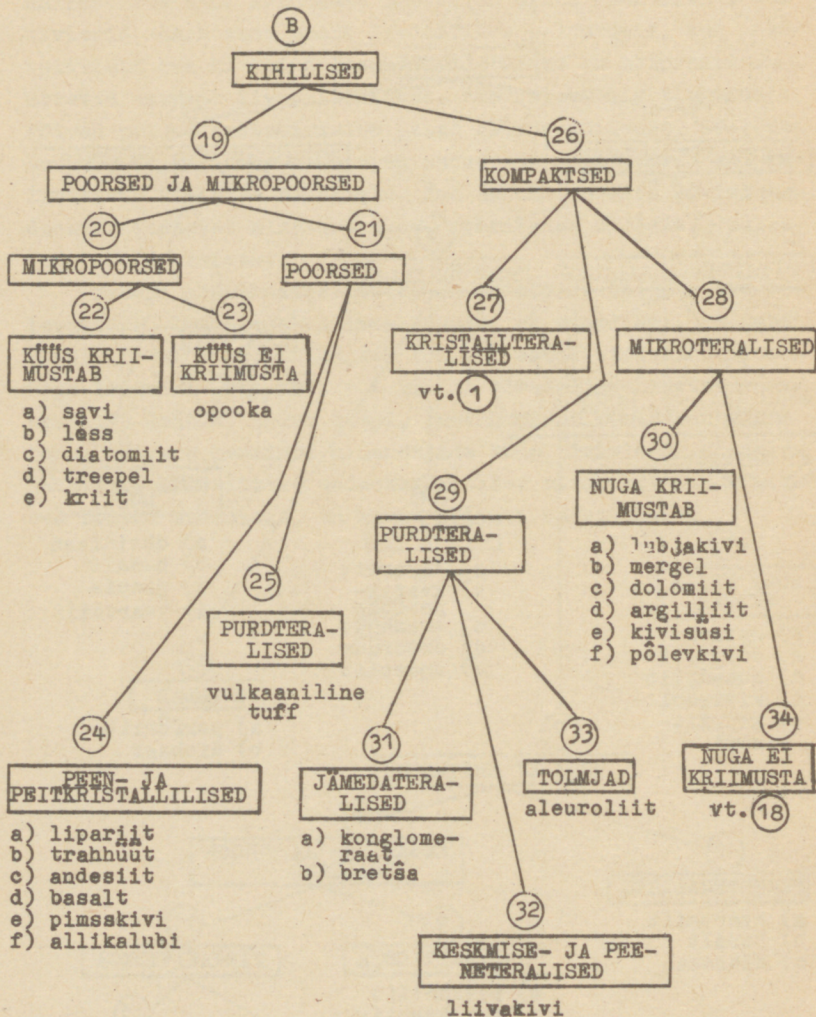 B
KIHILISED
19
26
POORSED JA MIKROPOORSED
KOMPAKTSED
20
21
MIKROPOORSED
POORSED
22
23
27
28
KÜÜS KRII-
MUSTAB
KÜÜS EI
KRIIMUSTA
KRISTALLTERA-
LISED
MIKROTERALISED
a) savi
b) löss
c) diatomiit
d) treepel
e) kriit
opooka
vt. 1
30
29
NUGA KRII-
MUSTAB
PURDTERA-
LISED
a) lubjakivi
b) mergel
c) dolomiit
d) argilliit
e) kivisüsi
f) põlevkivi
25
PURDTERA-
LISED
vulkaaniline
tuff
24
31
33
34
PEEN- JA
PEITKRISTALLILISED
JÄMEDATERA-
LISED
TOLMJAD
NUGA EI
KRIIMUSTA
a) lipariit
b) trahhüüt
c) andesiit
d) basalt
e) pimsskivi
f) allikalubi
a) konglome-
raat
b) bretša
aleuroliit
vt. 18
32
KESKMISE- JA PEE-
NETERALISED
liivakivi